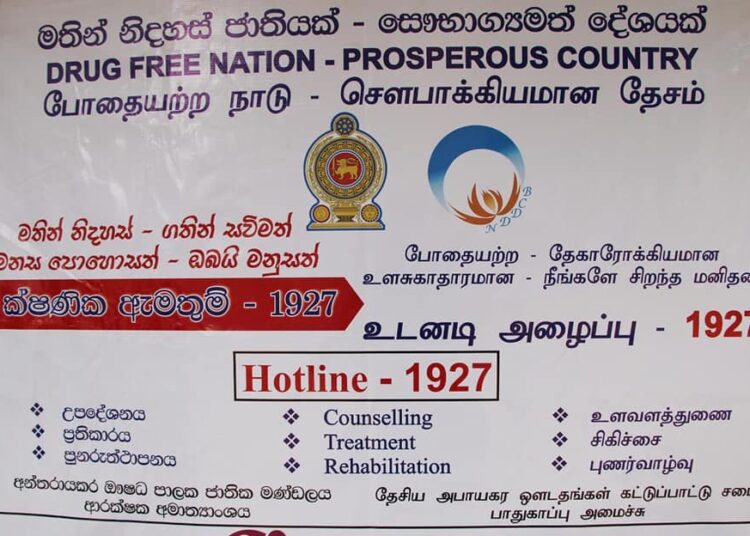 මතින් නිදහස් ජාතියක් - සෞභාග්‍යමත් දේශයක්
DRUG FREE NATION - PROSPEROUS COUNTRY
போதையற்ற நாடு - சௌபாக்கியமான தேசம்
NDDCB
මතින් නිදහස් - ගතින් සව්මත්
මනස පොහොසත් - ඔබයි මනුසත්
போதையற்ற - தேகாரோக்கியமான
உளசுகாதாரமான - நீங்களே சிறந்த
ක්ෂණික ඇමතුම් - 1927
உடனடி அழைப்பு - 1927
Hotline - 1927
❖ උපදේශනය
❖ ප්‍රතිකාරය
❖ පුනරුත්ථාපනය
❖ Counselling
❖ Treatment
❖ Rehabilitation
❖ உளவளத்துணை
❖ சிகிச்சை
❖ புணர்வாழ்வு
අන්තරායකර ඖෂධ පාලක ජාතික මණ්ඩලය
ආරක්ෂක අමාත්‍යාංශය
தேசிய அபாயகர ஔடதங்கள் கட்டுப்பாட்டு
பாதுகாப்பு அமைச்சு